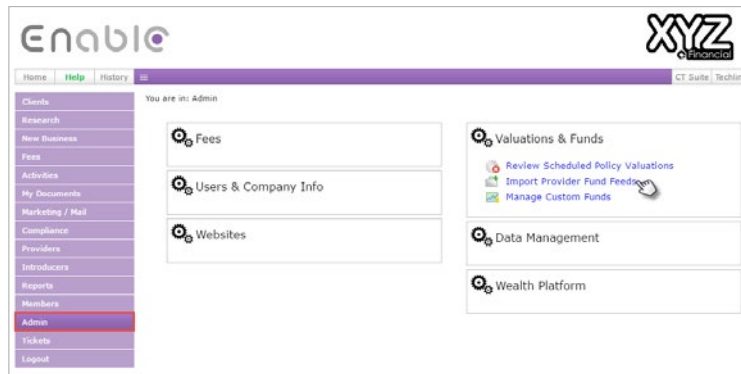 Enable
XYZ
Financial
Home Help History
CT Suite Techlin
Clients
Research
New Business
Fees
Activities
My Documents
Marketing / Mail
Compliance
Providers
Introducers
Reports
Members
Admin
Tickets
Logout
You are in: Admin
Fees
Users & Company Info
Websites
Valuations & Funds
Review Scheduled Policy Valuations
Import Provider Fund Feeds
Manage Custom Funds
Data Management
Wealth Platform